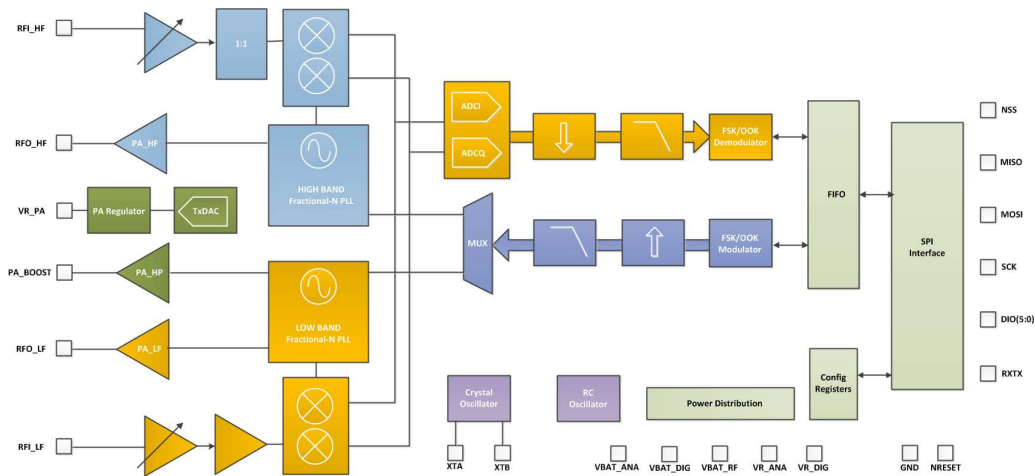 RFI_HF
1:1
RFO_HF
PA_HF
HIGH BAND
Fractional-N PLL
VR_PA
PA Regulator
TxDAC
PA_BOOST
PA_HP
LOW BAND
Fractional-N PLL
RFO_LF
PA_LF
RFI_LF
ADCI
ADCQ
FSK/OOK
Demodulator
MUX
FSK/OOK
Modulator
FIFO
SPI
Interface
Config
Registers
Crystal
Oscillator
RC
Oscillator
Power Distribution
XTA
XTB
VBAT_ANA
VBAT_DIG
VBAT_RF
VR_ANA
VR_DIG
GND
NRESET
NSS
MISO
MOSI
SCK
DIO(5:0)
RXTX